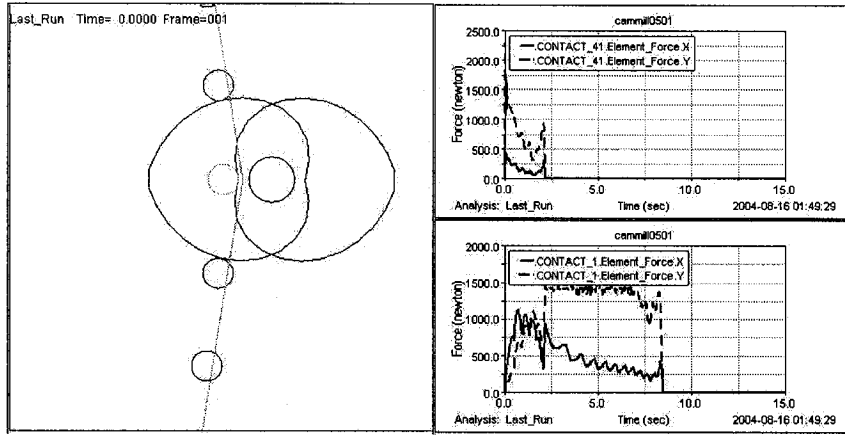 Last_Run Time= 0.0000 Frame=001
cammill0501
2500.0
2000.0
1500.0
1000.0
500.0
0.0
Force (newton)
.CONTACT_41.Element_Force.X
.CONTACT_41.Element_Force.Y
0.0 5.0 10.0 15.0
Analysis: Last_Run Time (sec) 2004-08-16 01:49:29
cammill0501
2000.0
1500.0
1000.0
500.0
0.0
Force (newton)
.CONTACT_1.Element_Force.X
.CONTACT_1.Element_Force.Y
0.0 5.0 10.0 15.0
Analysis: Last_Run Time (sec) 2004-08-16 01:49:29